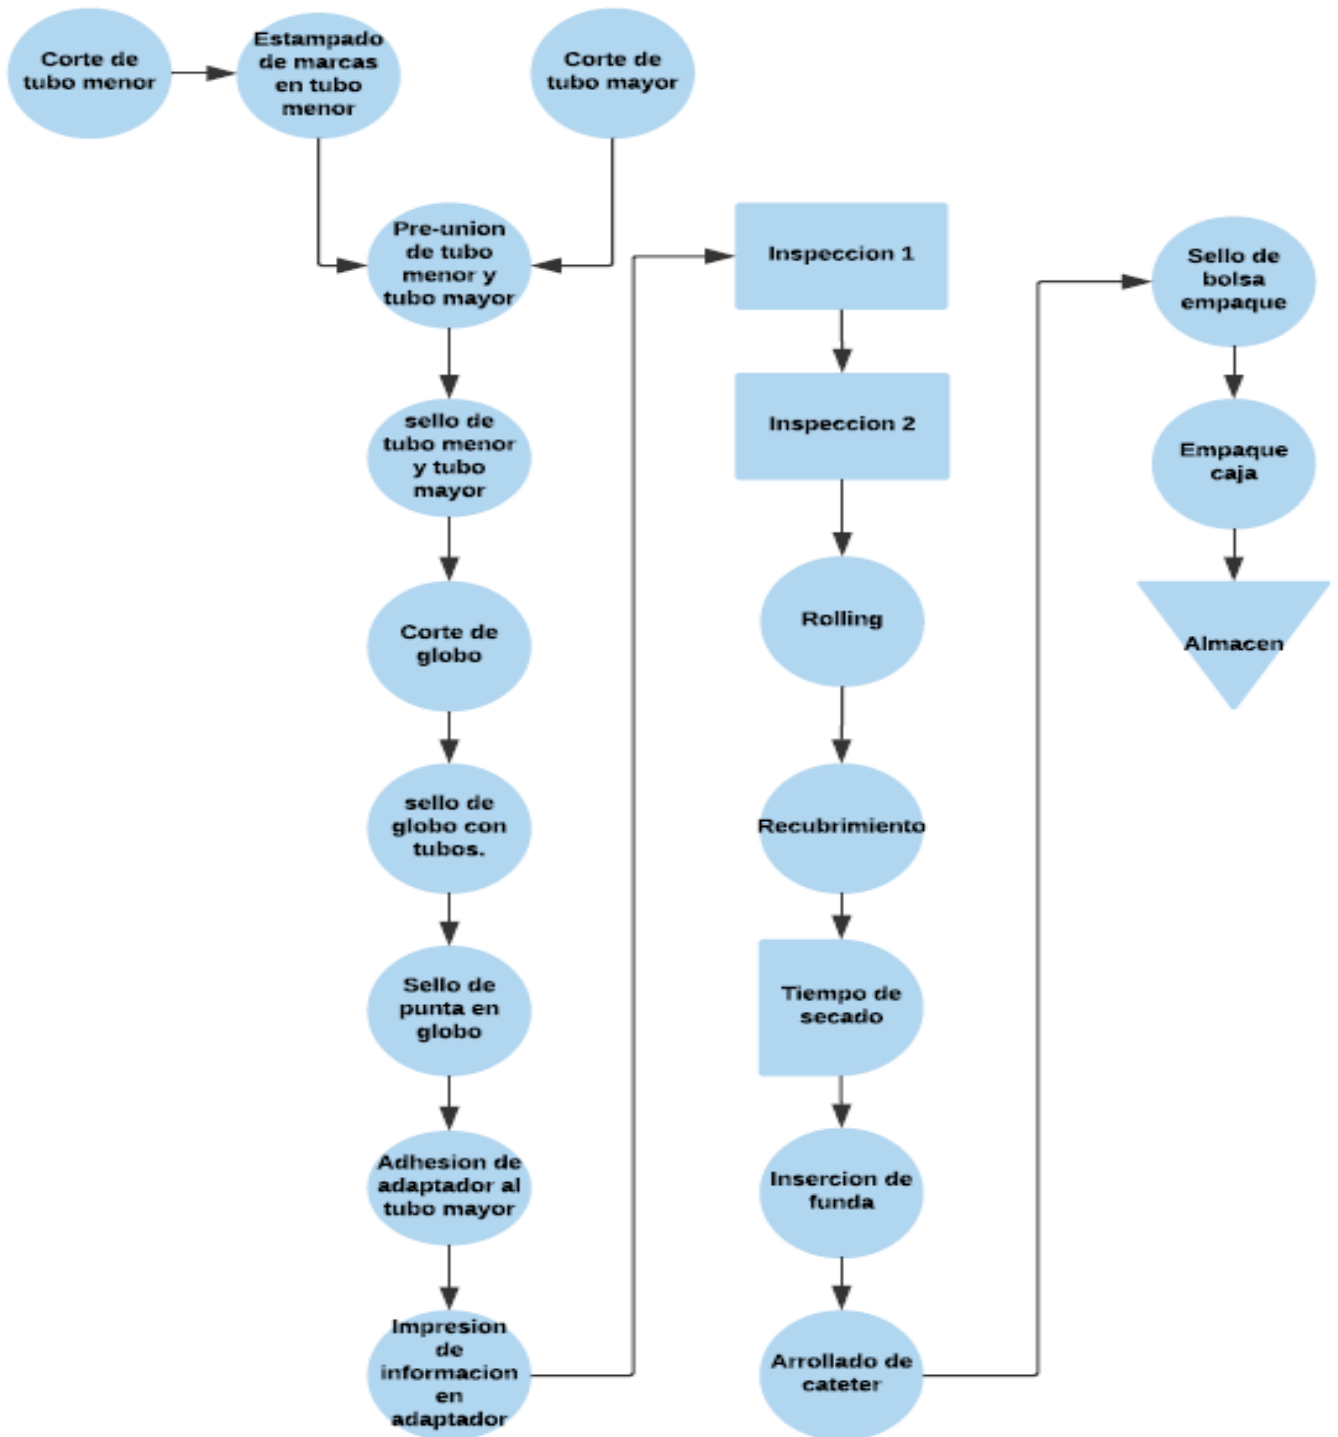 Corte de
tubo menor
Estampado
de marcas
en tubo
menor
Corte de
tubo mayor
Pre-union
de tubo
menor y
tubo mayor
sello de
tubo menor
y tubo
mayor
Corte de
globo
sello de
globo con
tubos.
Sello de
punta en
globo
Adhesion de
adaptador al
tubo mayor
Impresion
de
informacion
en
adaptador
Inspeccion 1
Inspeccion 2
Rolling
Recubrimiento
Tiempo de
secado
Insercion de
funda
Arrollado de
cateter
Sello de
bolsa
empaque
Empaque
caja
Almacen